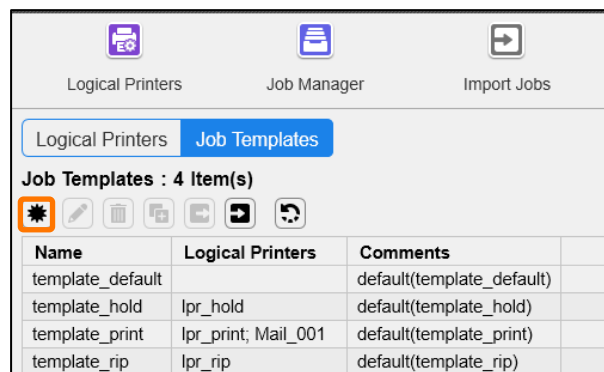 Logical Printers Job Manager Import Jobs
Logical Printers Job Templates
Job Templates : 4 Item(s)
Name Logical Printers Comments
template_default default(template_default)
template_hold lpr_hold default(template_hold)
template_print lpr_print; Mail_001 default(template_print)
template_rip lpr_rip default(template_rip)